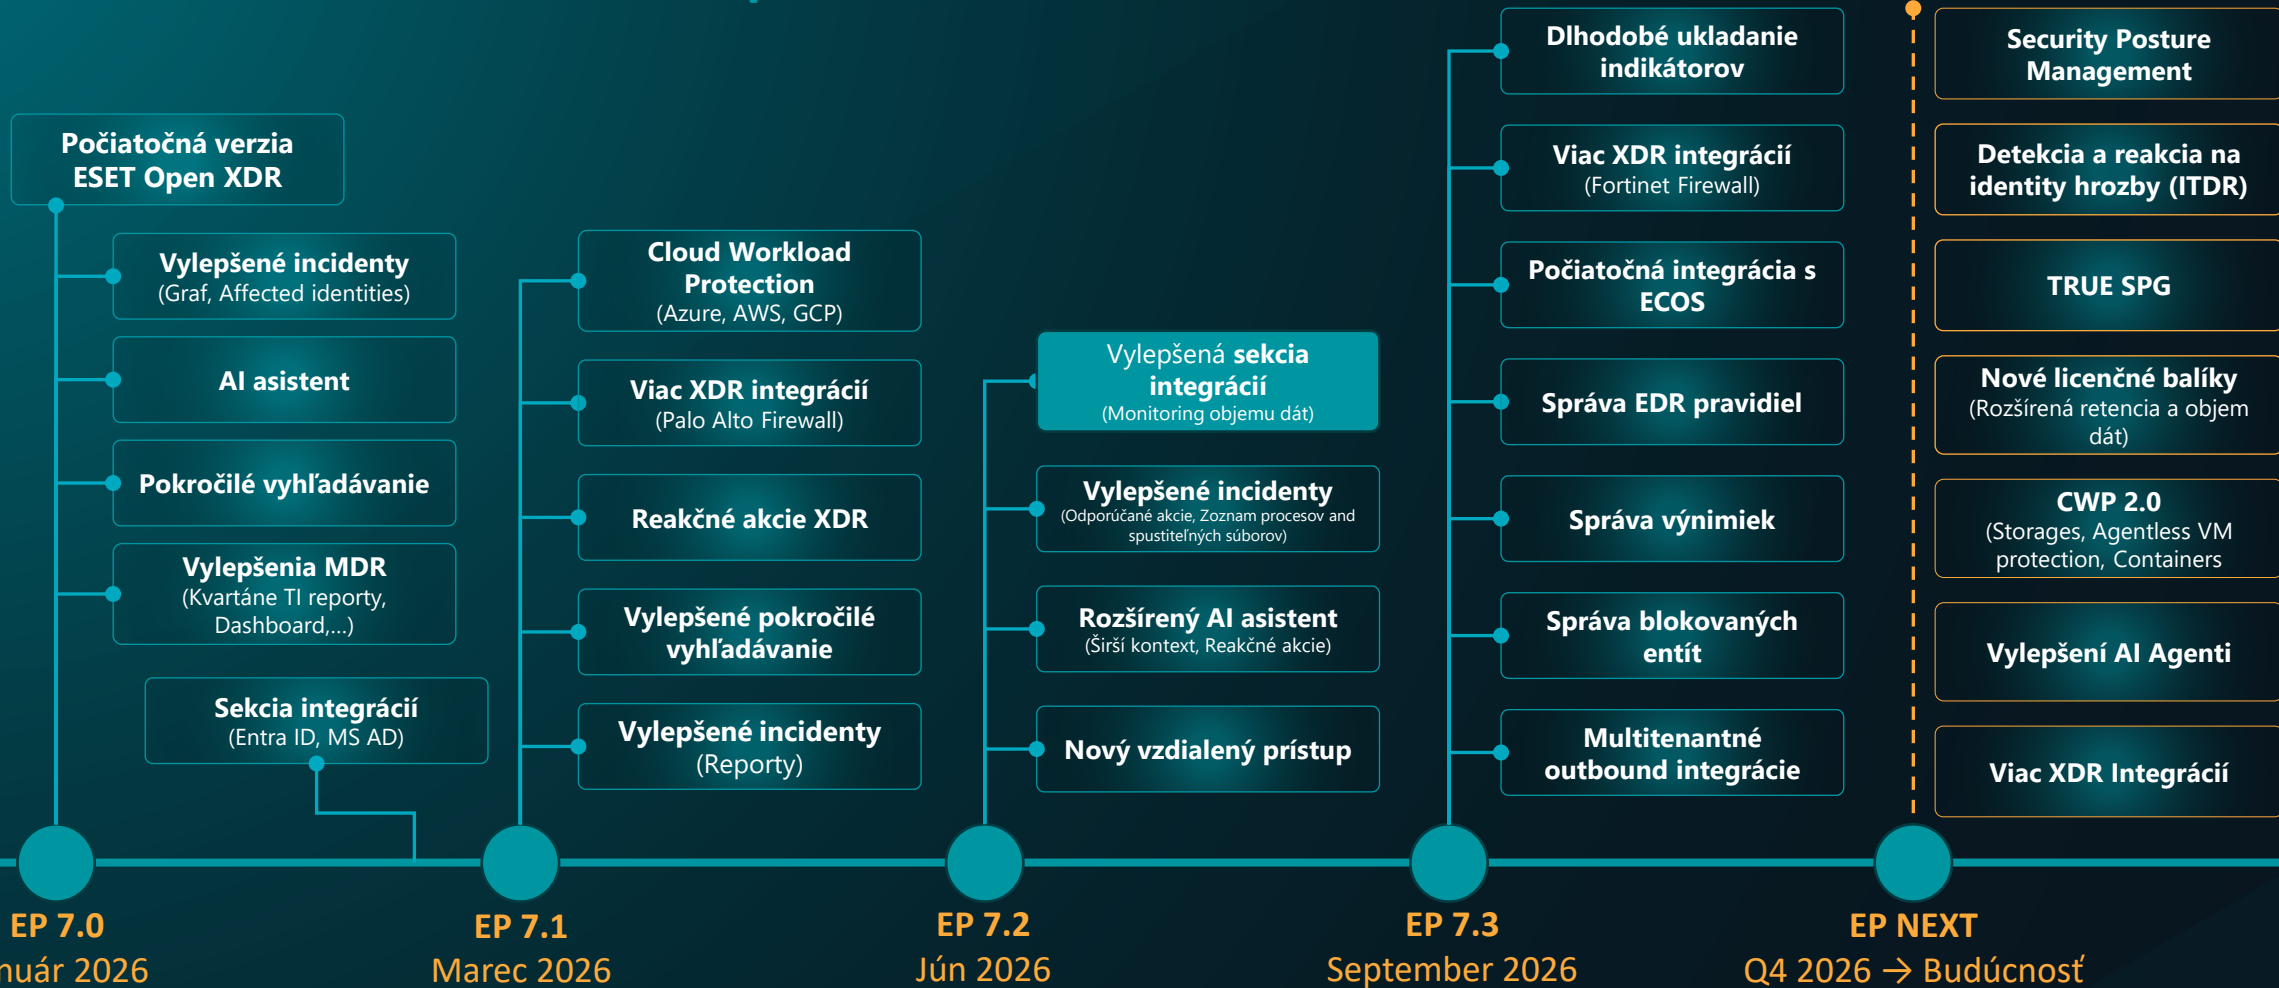 Počiatočná verzia
ESET Open XDR
Vylepšené incidenty
(Graf, Affected identities)
AI asistent
Pokročilé vyhľadávanie
Vylepšenia MDR
(Kvartáne TI reporty,
Dashboard,...)
Sekcia integrácií
(Entra ID, MS AD)
EP 7.0
nuár 2026
Cloud Workload
Protection
(Azure, AWS, GCP)
Viac XDR integrácií
(Palo Alto Firewall)
Reakčné akcie XDR
Vylepšené pokročilé
vyhľadávanie
Vylepšené incidenty
(Reporty)
EP 7.1
Marec 2026
Vylepšená sekcia
integrácií
(Monitoring objemu dát)
Vylepšené incidenty
(Odporúčané akcie, Zoznam procesov and
spustiteľných súborov)
Rozšírený AI asistent
(Širší kontext, Reakčné akcie)
Nový vzdialený prístup
EP 7.2
Jún 2026
Dlhodobé ukladanie
indikátorov
Viac XDR integrácií
(Fortinet Firewall)
Počiatočná integrácia s
ECOS
Správa EDR pravidiel
Správa výnimiek
Správa blokovaných
entít
Multitenantné
outbound integrácie
EP 7.3
September 2026
Security Posture
Management
Detekcia a reakcia na
identity hrozby (ITDR)
TRUE SPG
Nové licenčné balíky
(Rozšírená retencia a objem
dát)
CWP 2.0
(Storages, Agentless VM
protection, Containers
Vylepšení AI Agenti
Viac XDR Integrácií
EP NEXT
Q4 2026 → Budúcnosť